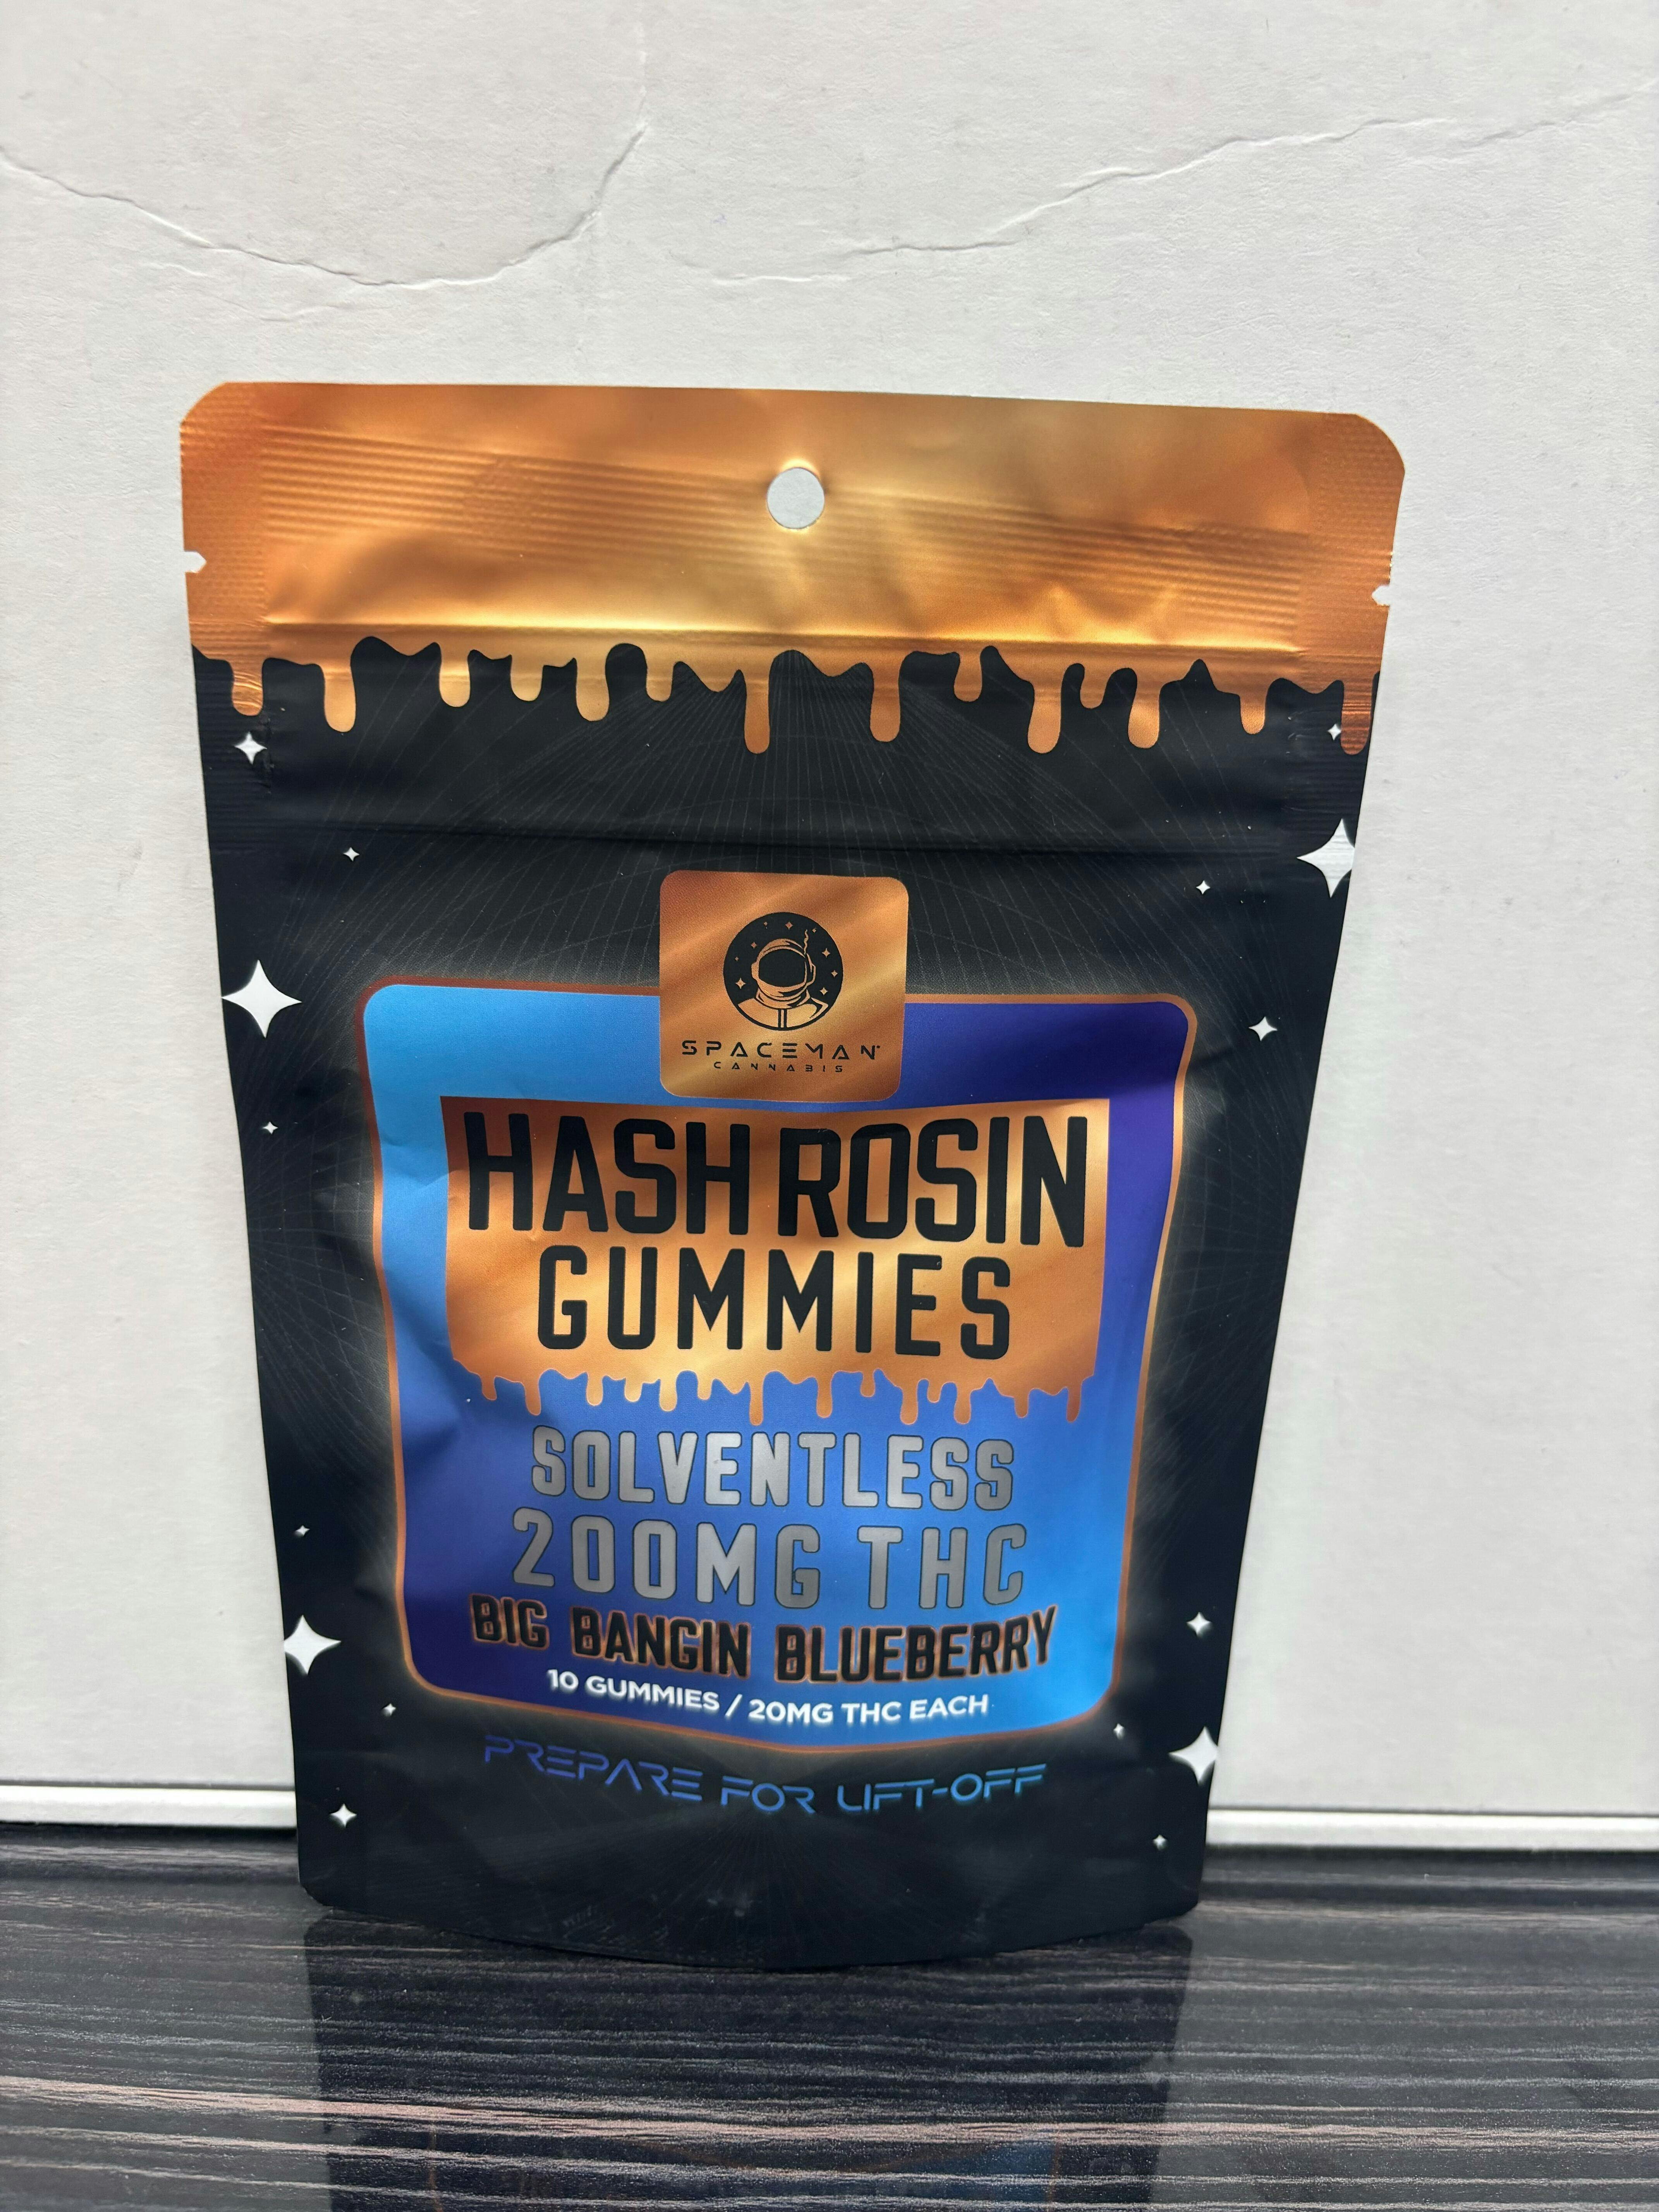 SPACEMAN
CANNABIS
HASH ROSIN
GUMMIES
SOLVENTLESS
200MG THC
BIG BANGIN BLUEBERRY
10 GUMMIES / 20MG THC EACH
PREPARE FOR LIFT-OFF